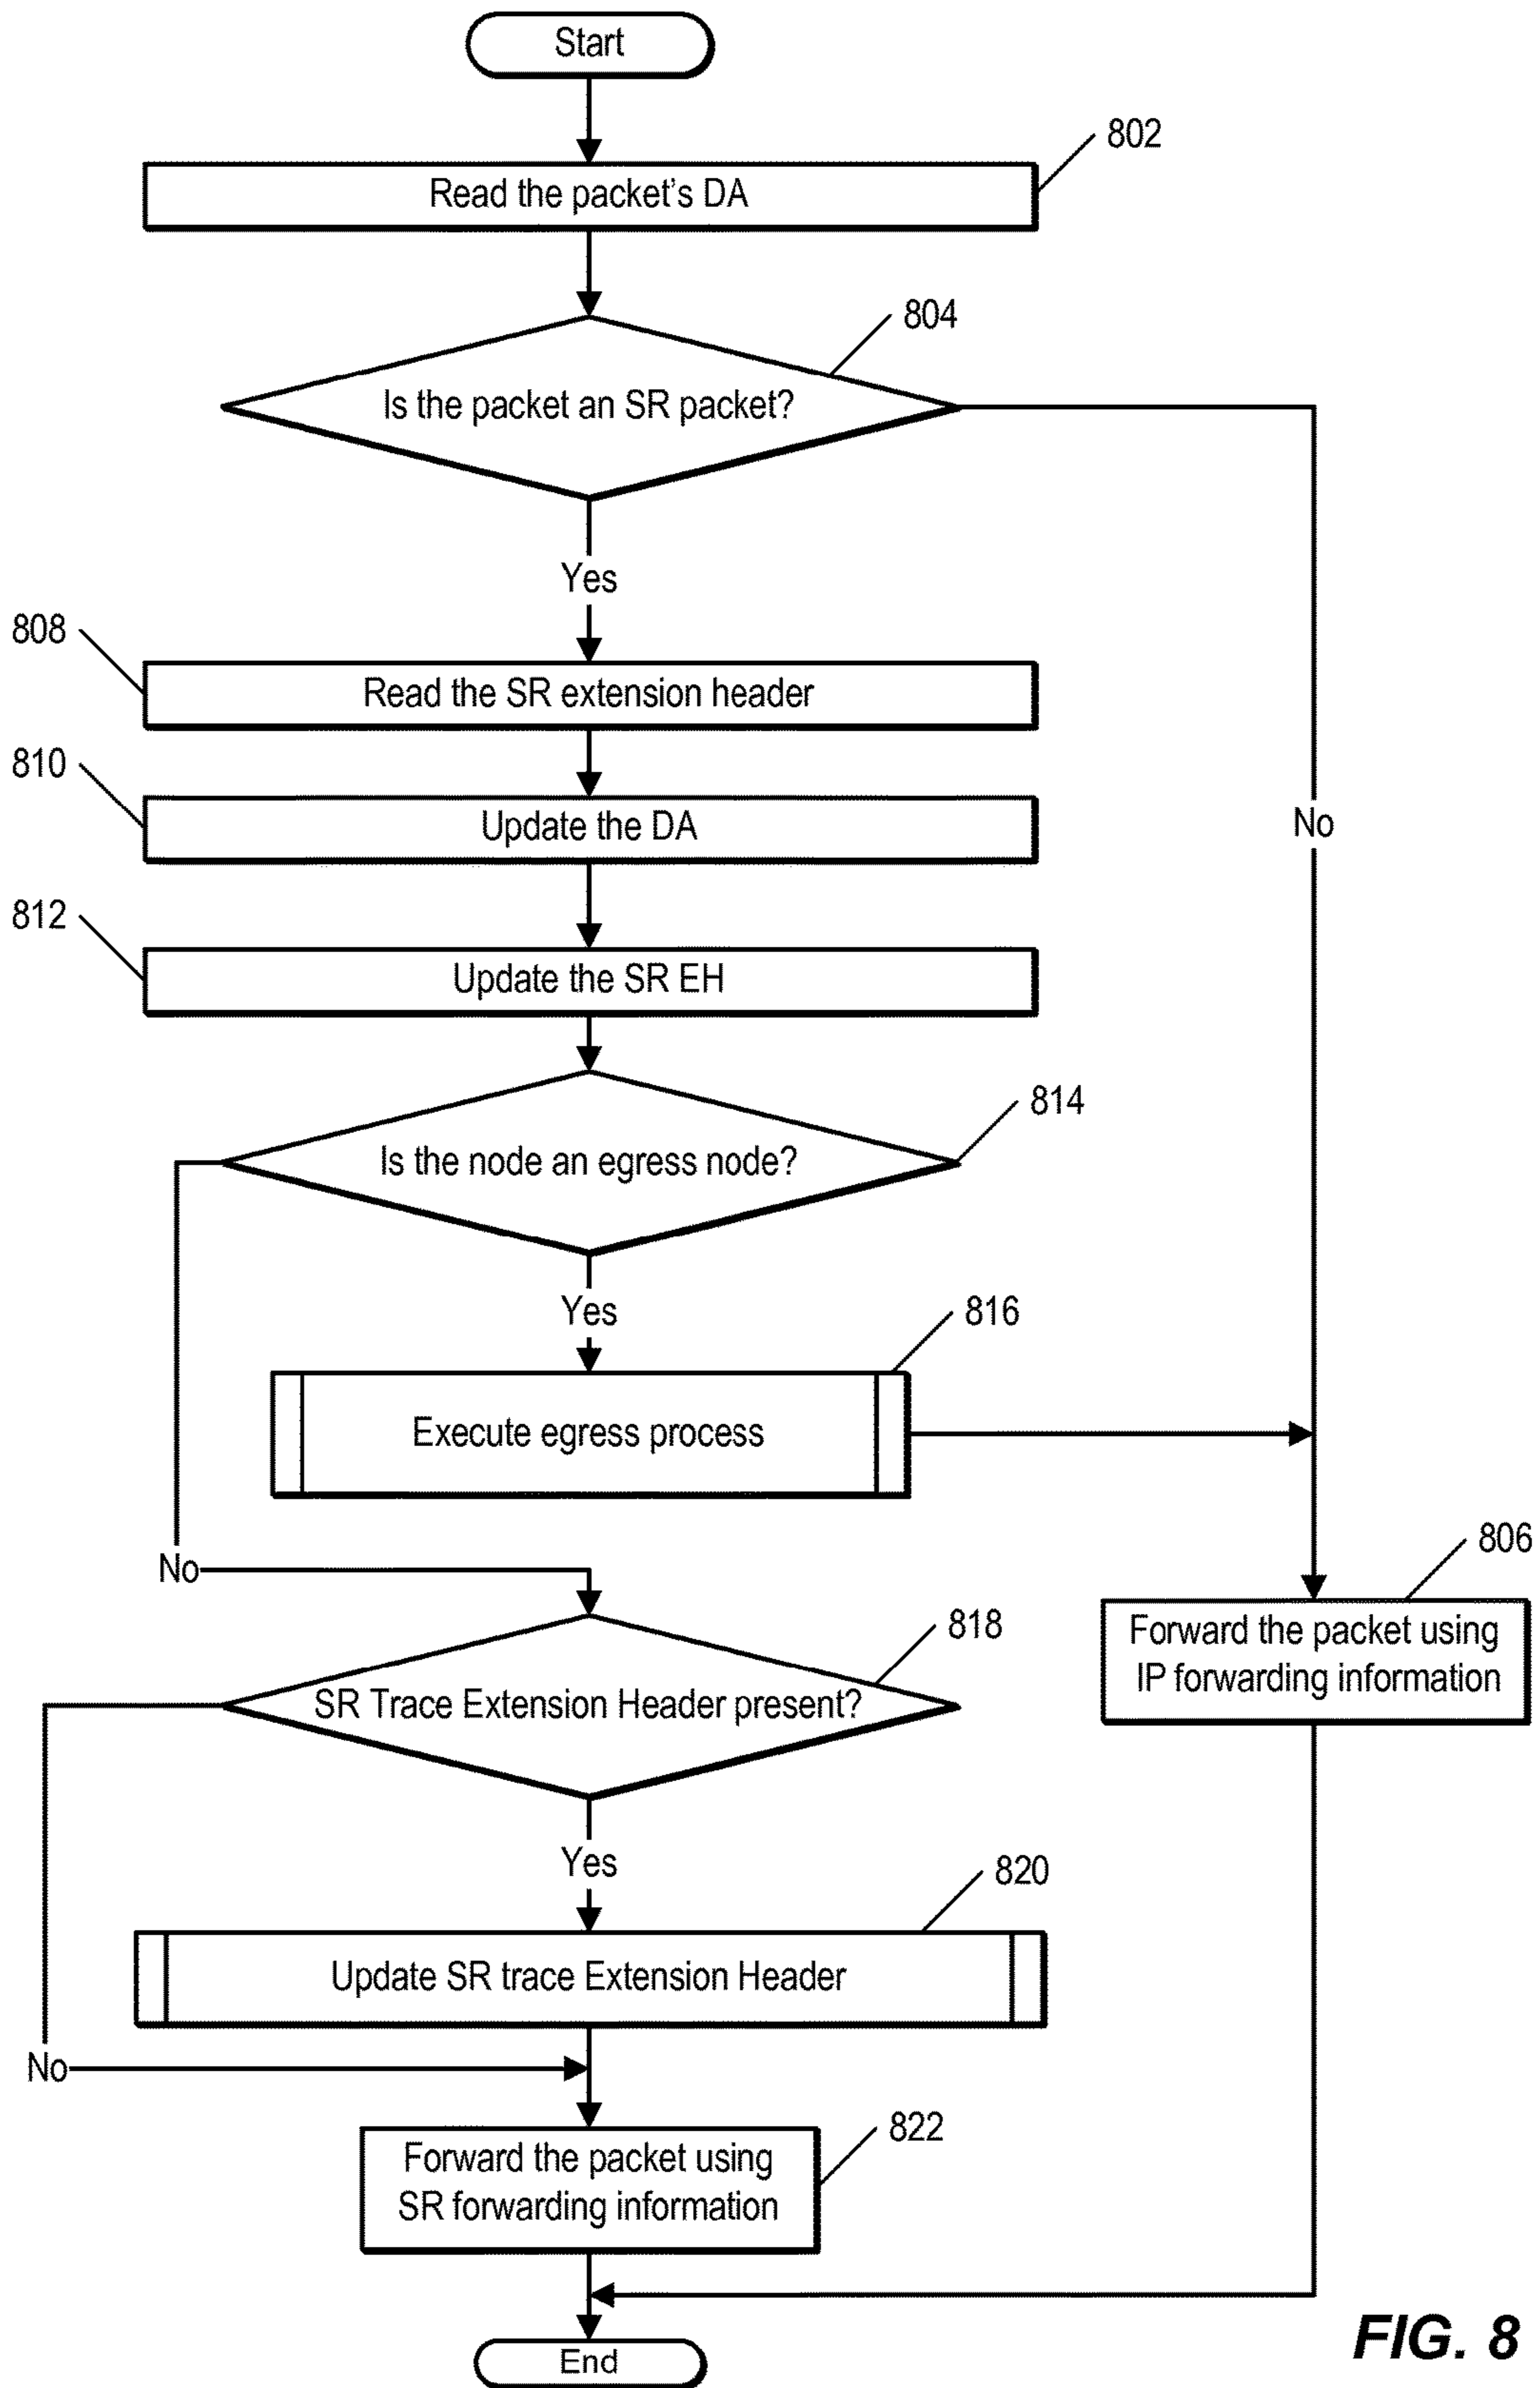 Start
802
Read the packet's DA
804
Is the packet an SR packet?
Yes
808
Read the SR extension header
810
Update the DA
No
812
Update the SR EH
814
Is the node an egress node?
Yes
816
Execute egress process
806
No
Forward the packet using
IP forwarding information
818
SR Trace Extension Header present?
Yes
820
Update SR trace Extension Header
No
822
Forward the packet using
SR forwarding information
End
FIG. 8